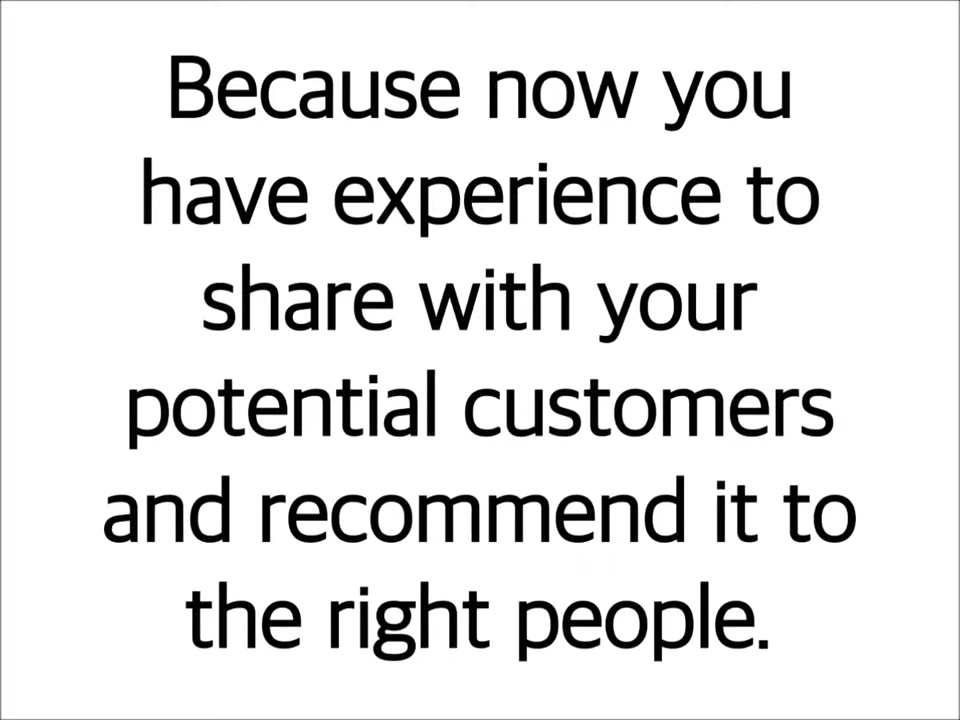 Because now you
have experience to
share with your
potential customers
and recommend it to
the right people.